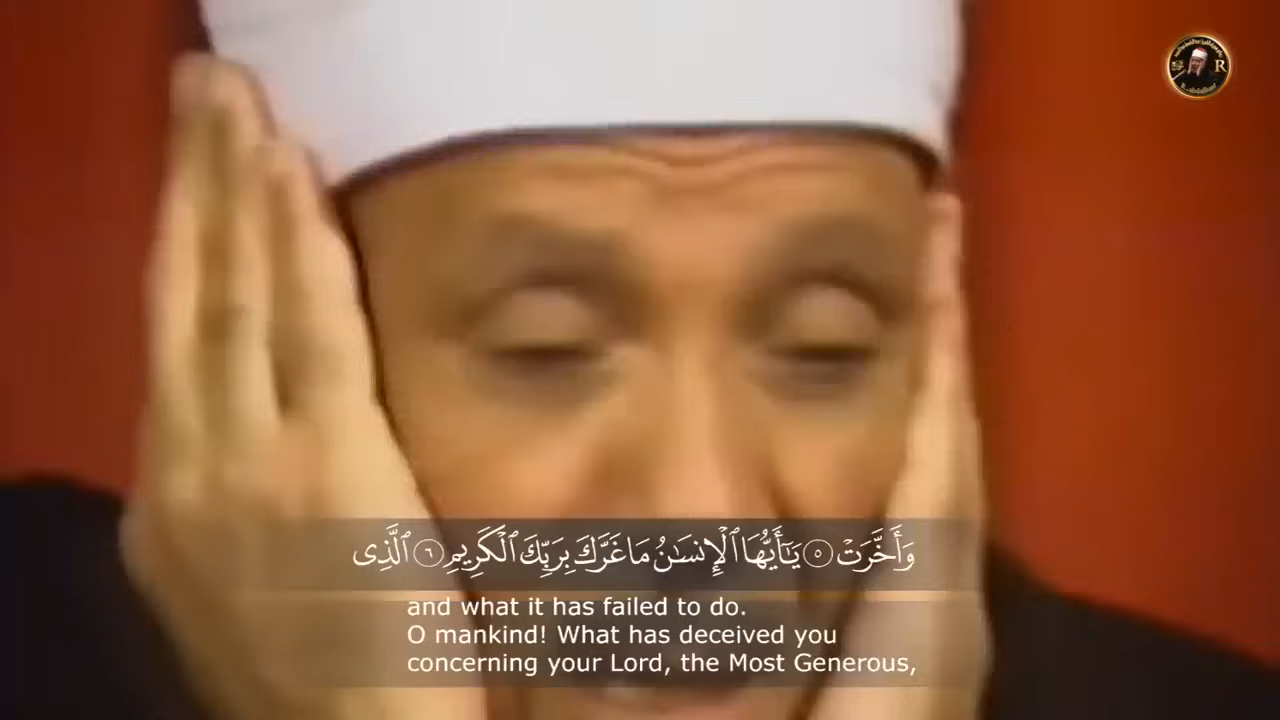 R
وَأَخَّرَتْ ٥ يَـٰٓأَيُّهَا ٱلْإِنسَـٰنُ مَا غَرَّكَ بِرَبِّكَ ٱلْكَرِيمِ ٦ ٱلَّذِى
and what it has failed to do.
O mankind! What has deceived you
concerning your Lord, the Most Generous,